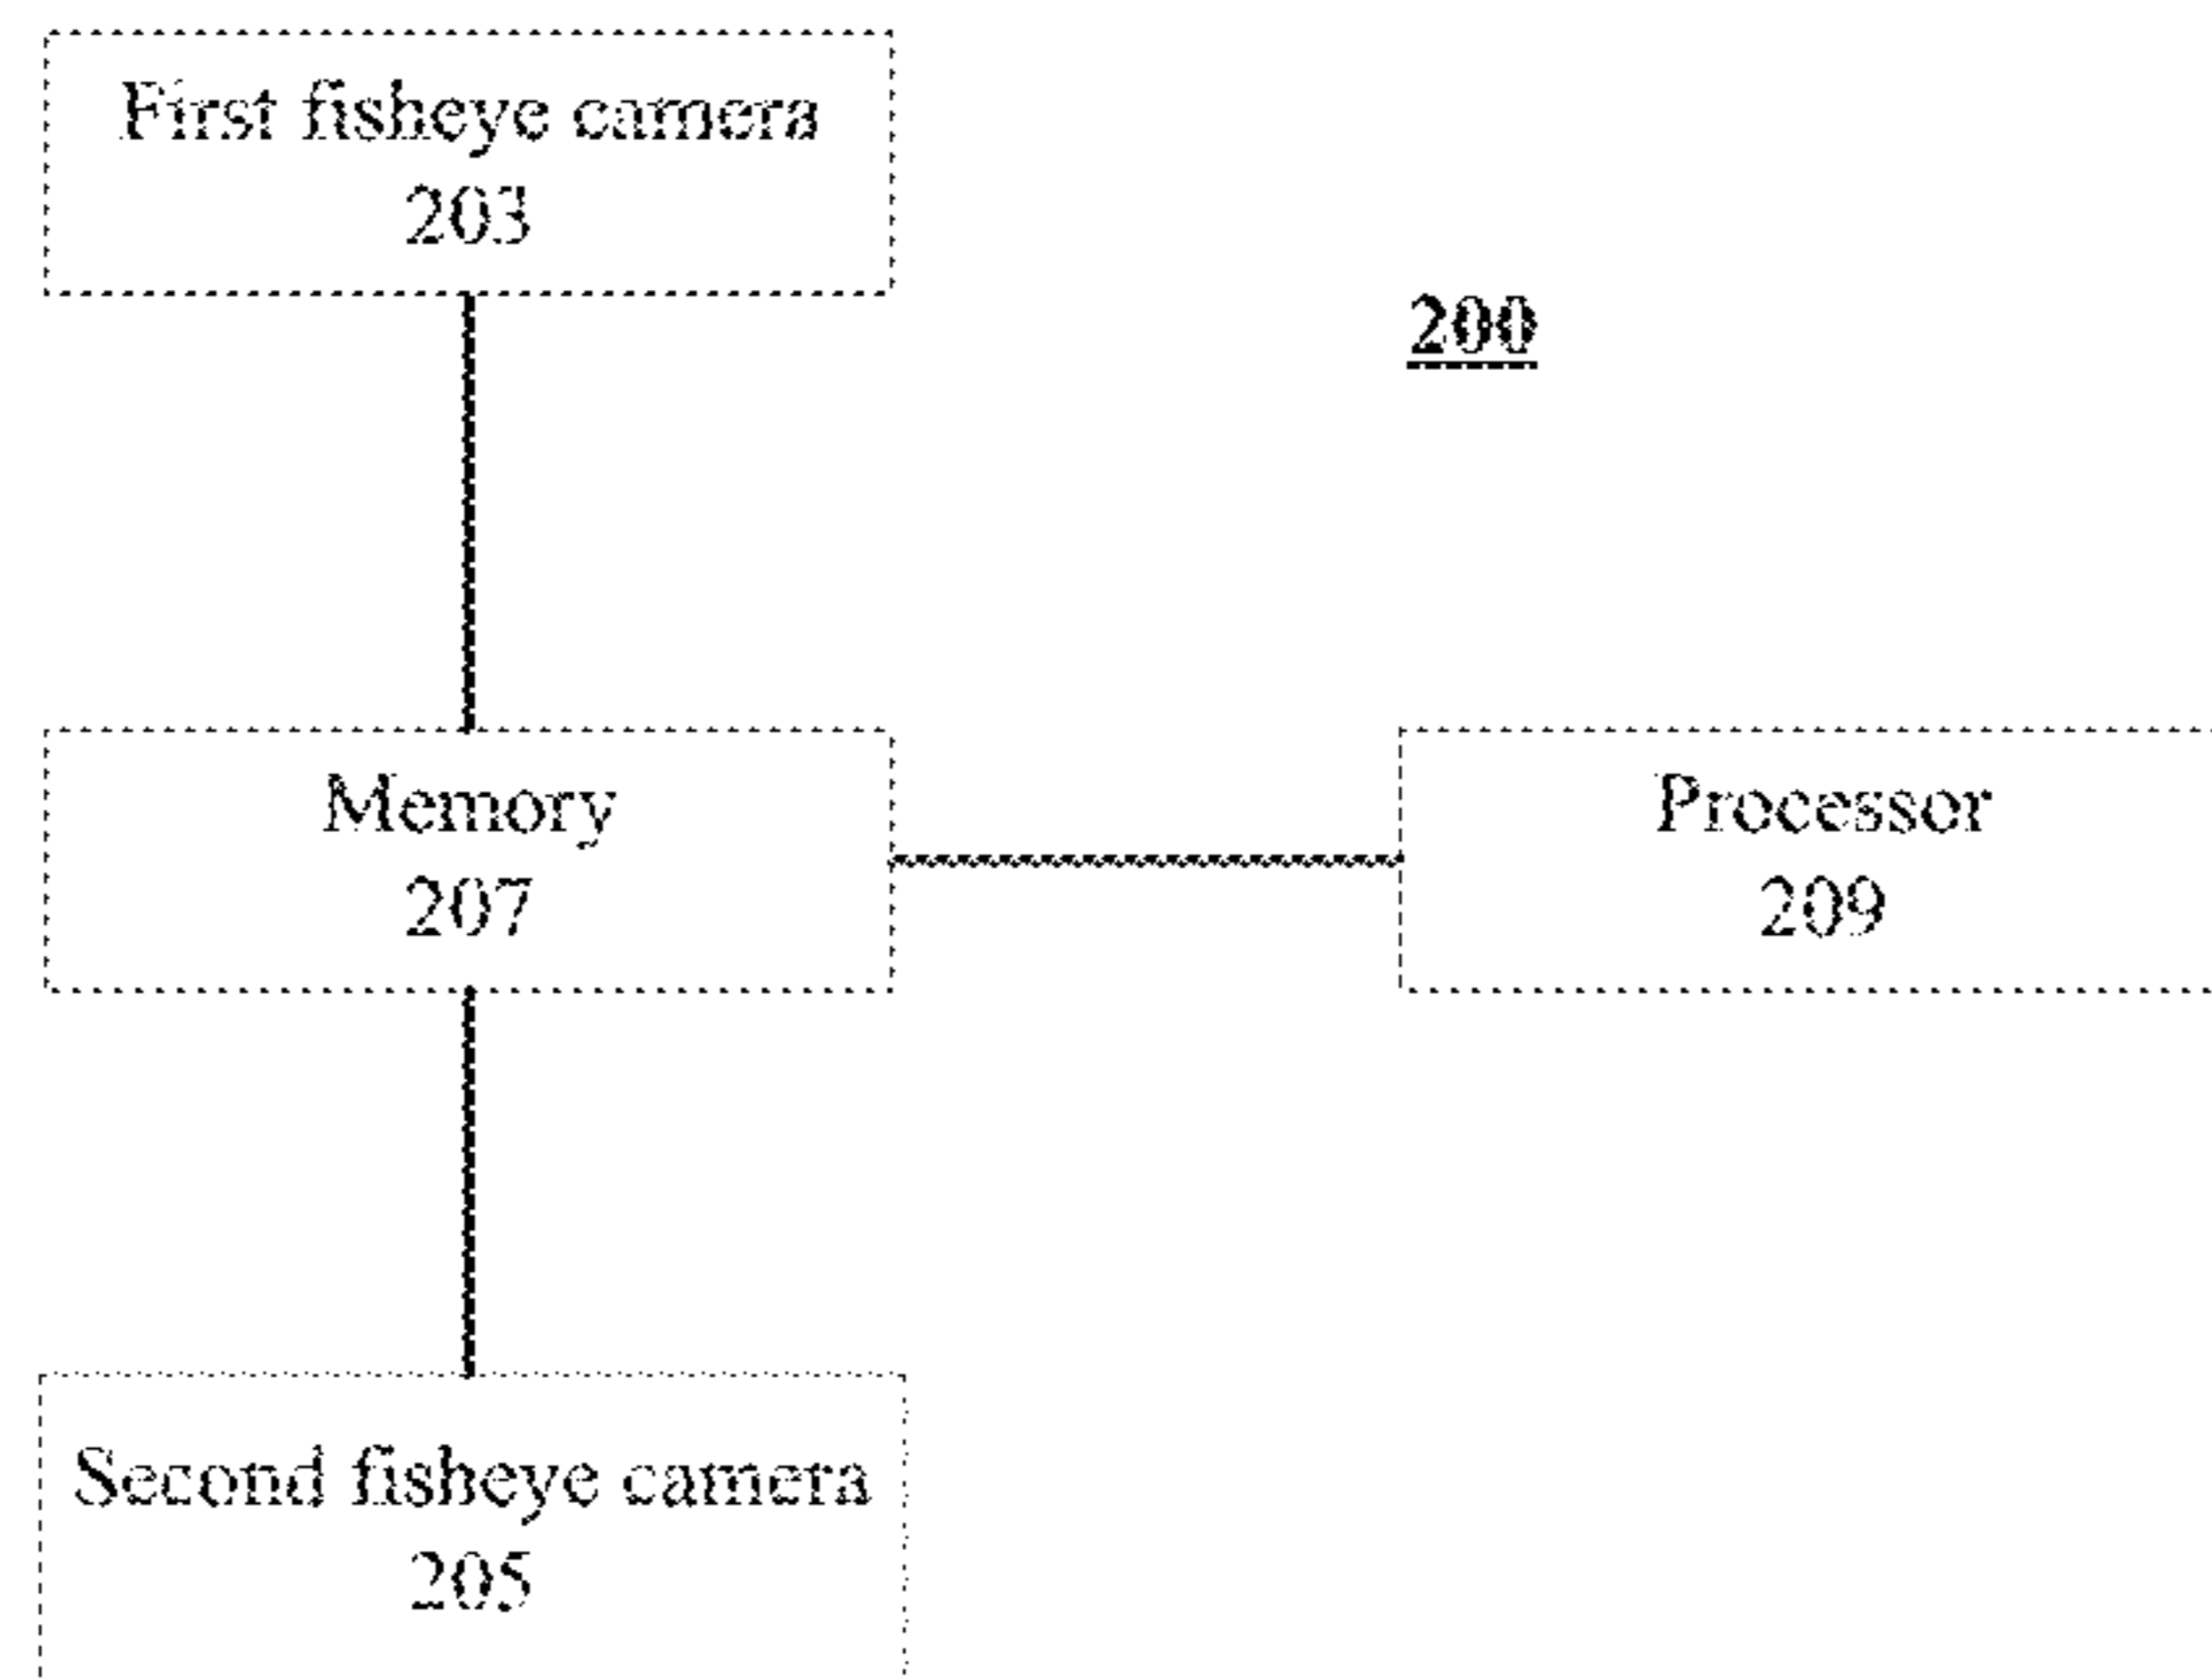 First fisheye camera
203
200
Memory
207
Processor
209
Second fisheye camera
205